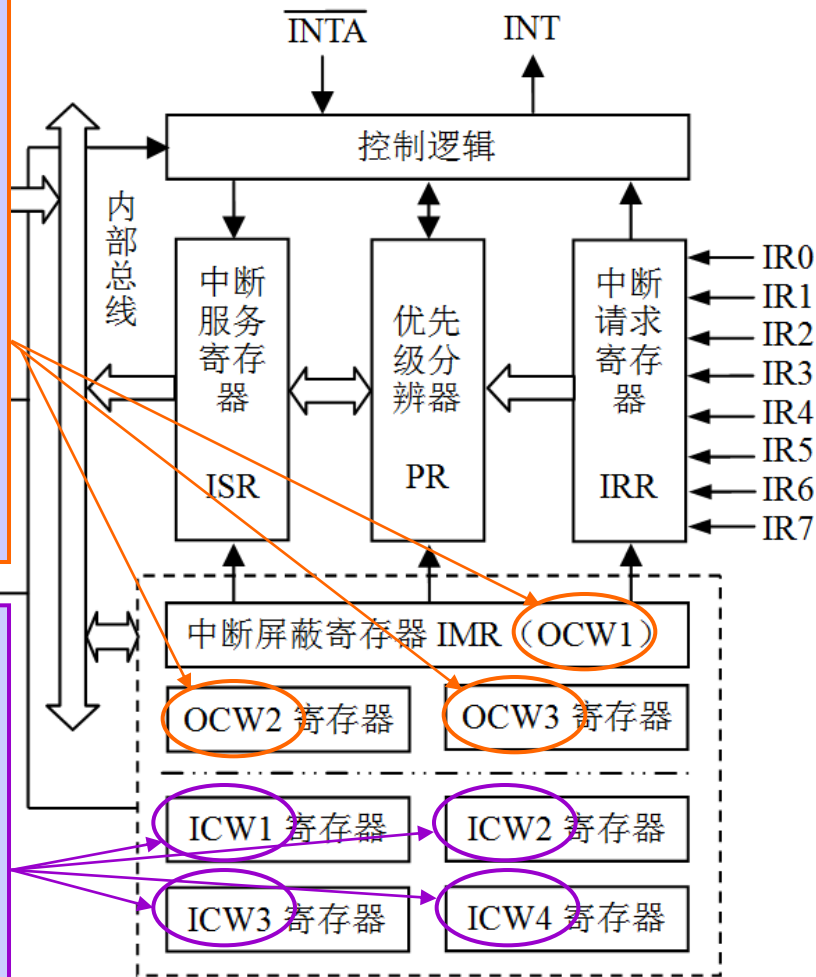 INTA
INT
控制逻辑
内
部
总
线
中断
服务
寄存
器
ISR
优先
级分
辨器
PR
中断
请求
寄存
器
IRR
IR0
IR1
IR2
IR3
IR4
IR5
IR6
IR7
中断屏蔽寄存器 IMR（OCW1）
OCW2 寄存器
OCW3 寄存器
ICW1 寄存器
ICW2 寄存器
ICW3 寄存器
ICW4 寄存器